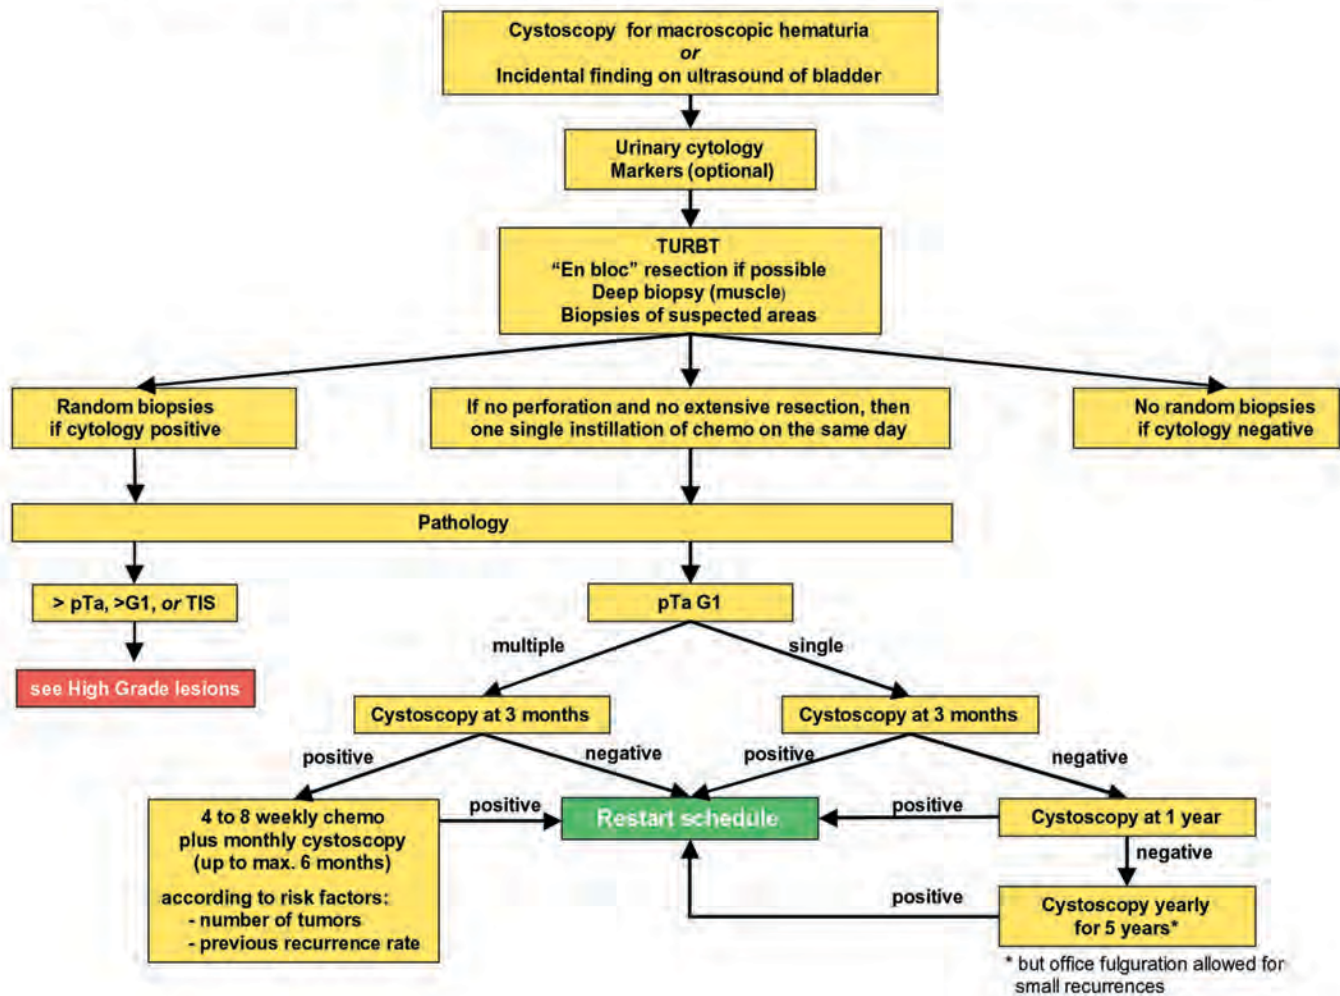 Cystoscopy for macroscopic hematuria
or
Incidental finding on ultrasound of bladder
Urinary cytology
Markers (optional)
TURBT
“En bloc” resection if possible
Deep biopsy (muscle)
Biopsies of suspected areas
Random biopsies
if cytology positive
If no perforation and no extensive resection, then
one single instillation of chemo on the same day
No random biopsies
if cytology negative
Pathology
> pTa, >G1, or TIS
pTa G1
multiple
single
see High Grade lesions
Cystoscopy at 3 months
Cystoscopy at 3 months
positive
negative
positive
negative
4 to 8 weekly chemo
plus monthly cystoscopy
(up to max. 6 months)
according to risk factors:
- number of tumors
- previous recurrence rate
positive
Restart schedule
positive
Cystoscopy at 1 year
negative
positive
Cystoscopy yearly
for 5 years*
* but office fulguration allowed for
small recurrences